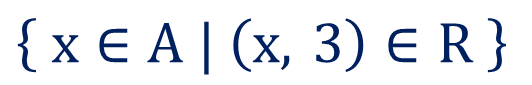 { x ∈ A | (x, 3) ∈ R }